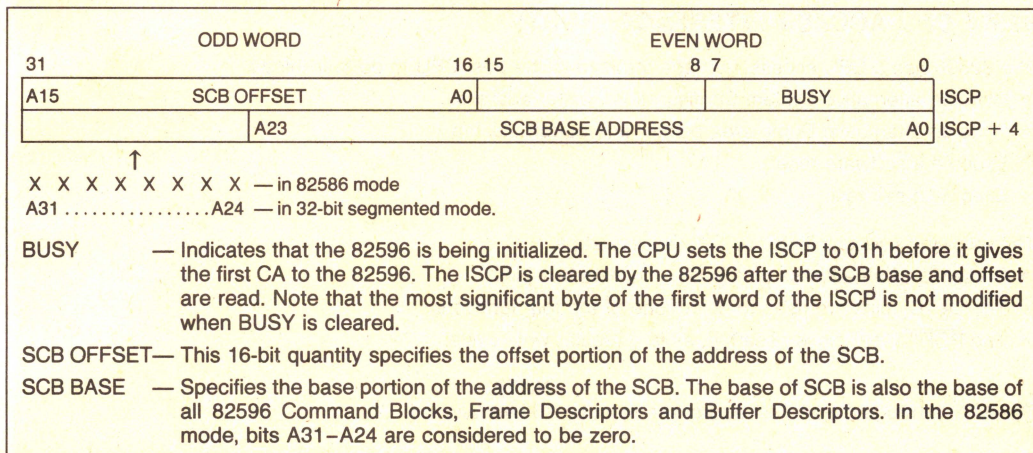 ODD WORD EVEN WORD
31 16 15 8 7 0
A15 SCB OFFSET A0 BUSY ISCP
A23 SCB BASE ADDRESS A0 ISCP + 4
↑
X X X X X X X X — in 82586 mode
A31 . . . . . . . . . . . . . . . . A24 — in 32-bit segmented mode.
BUSY — Indicates that the 82596 is being initialized. The CPU sets the ISCP to 01h before it gives
the first CA to the 82596. The ISCP is cleared by the 82596 after the SCB base and offset
are read. Note that the most significant byte of the first word of the ISCP is not modified
when BUSY is cleared.
SCB OFFSET— This 16-bit quantity specifies the offset portion of the address of the SCB.
SCB BASE — Specifies the base portion of the address of the SCB. The base of SCB is also the base of
all 82596 Command Blocks, Frame Descriptors and Buffer Descriptors. In the 82586
mode, bits A31–A24 are considered to be zero.